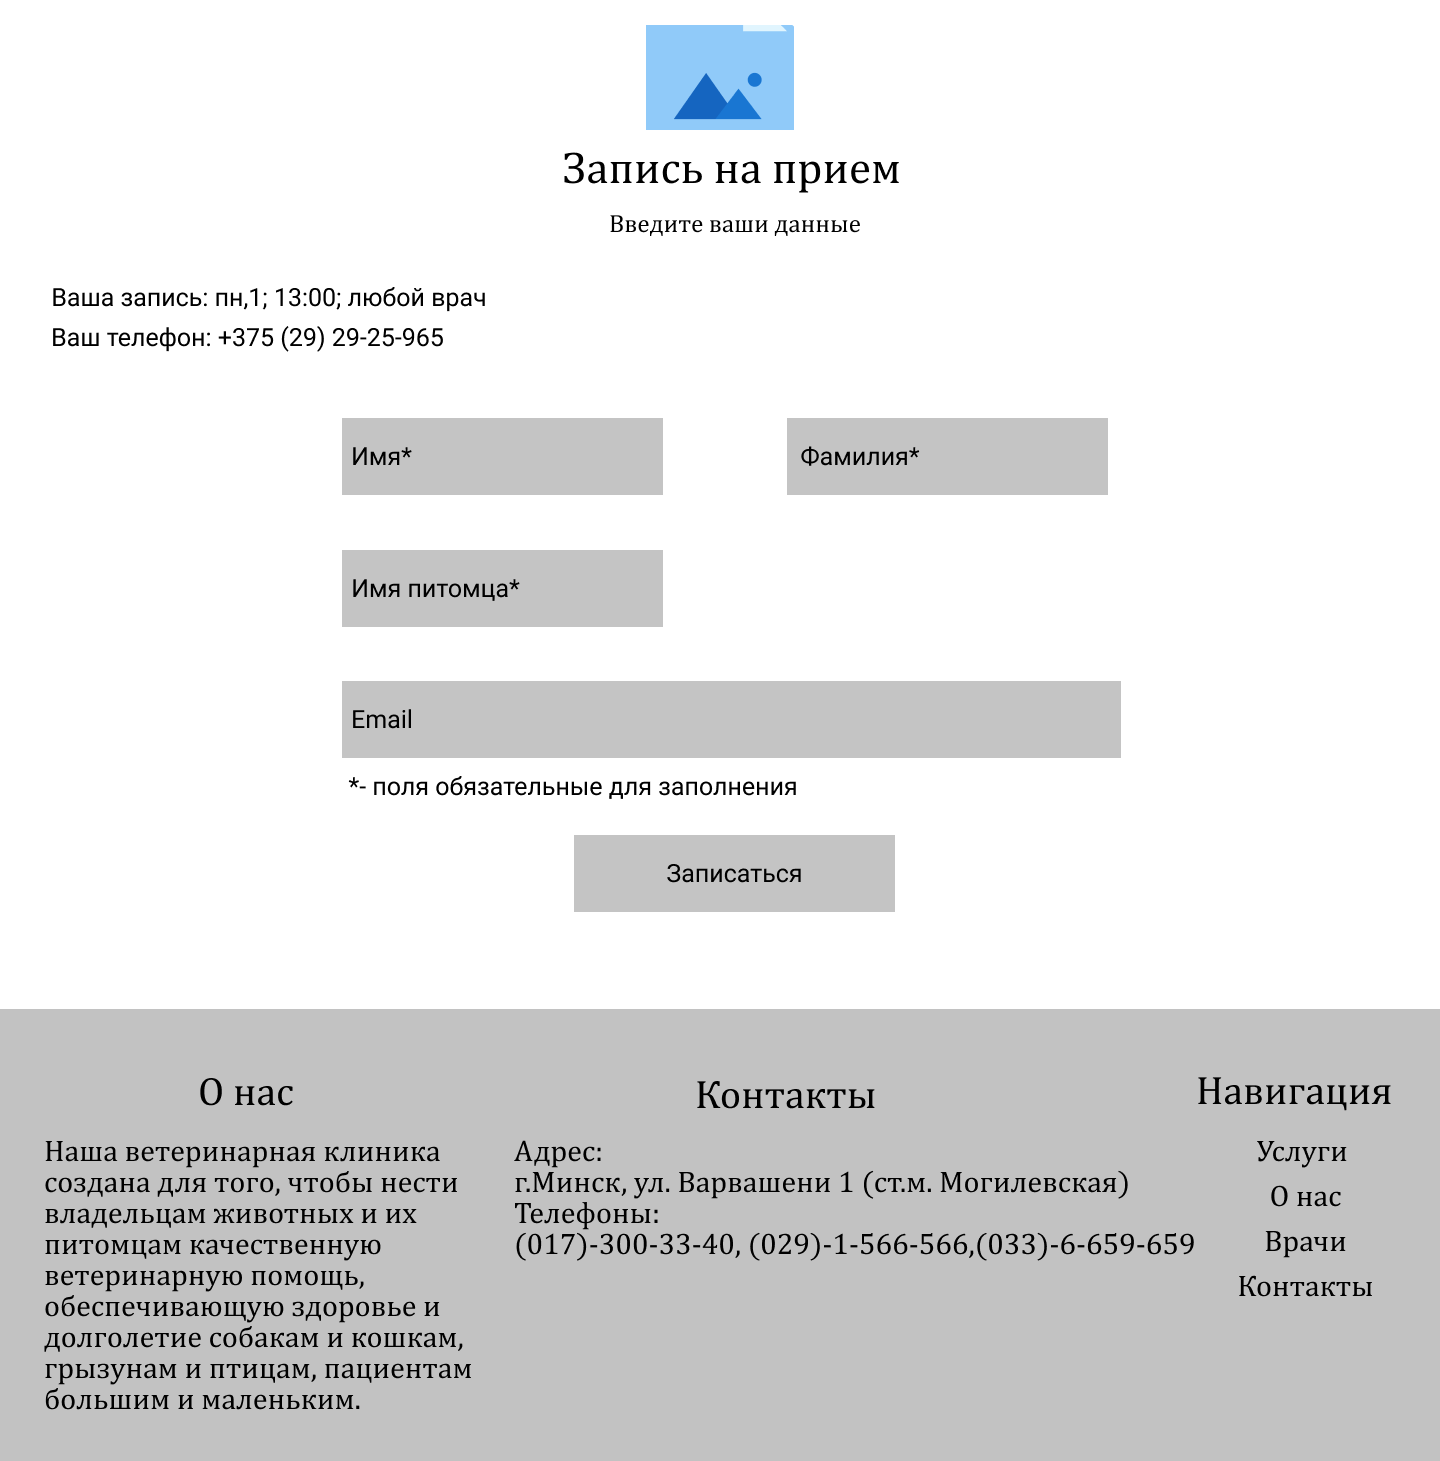 Запись на прием
Введите ваши данные
Ваша запись: пн,1; 13:00; любой врач
Ваш телефон: +375 (29) 29-25-965
Имя*
Фамилия*
Имя питомца*
Email
*- поля обязательные для заполнения
Записаться
О нас
Наша ветеринарная клиника
создана для того, чтобы нести
владельцам животных и их
питомцам качественную
ветеринарную помощь,
обеспечивающую здоровье и
долголетие собакам и кошкам,
грызунам и птицам, пациентам
большим и маленьким.
Контакты
Адрес:
г.Минск, ул. Варвашени 1 (ст.м. Могилевская)
Телефоны:
(017)-300-33-40, (029)-1-566-566,(033)-6-659-659
Навигация
Услуги
О нас
Врачи
Контакты